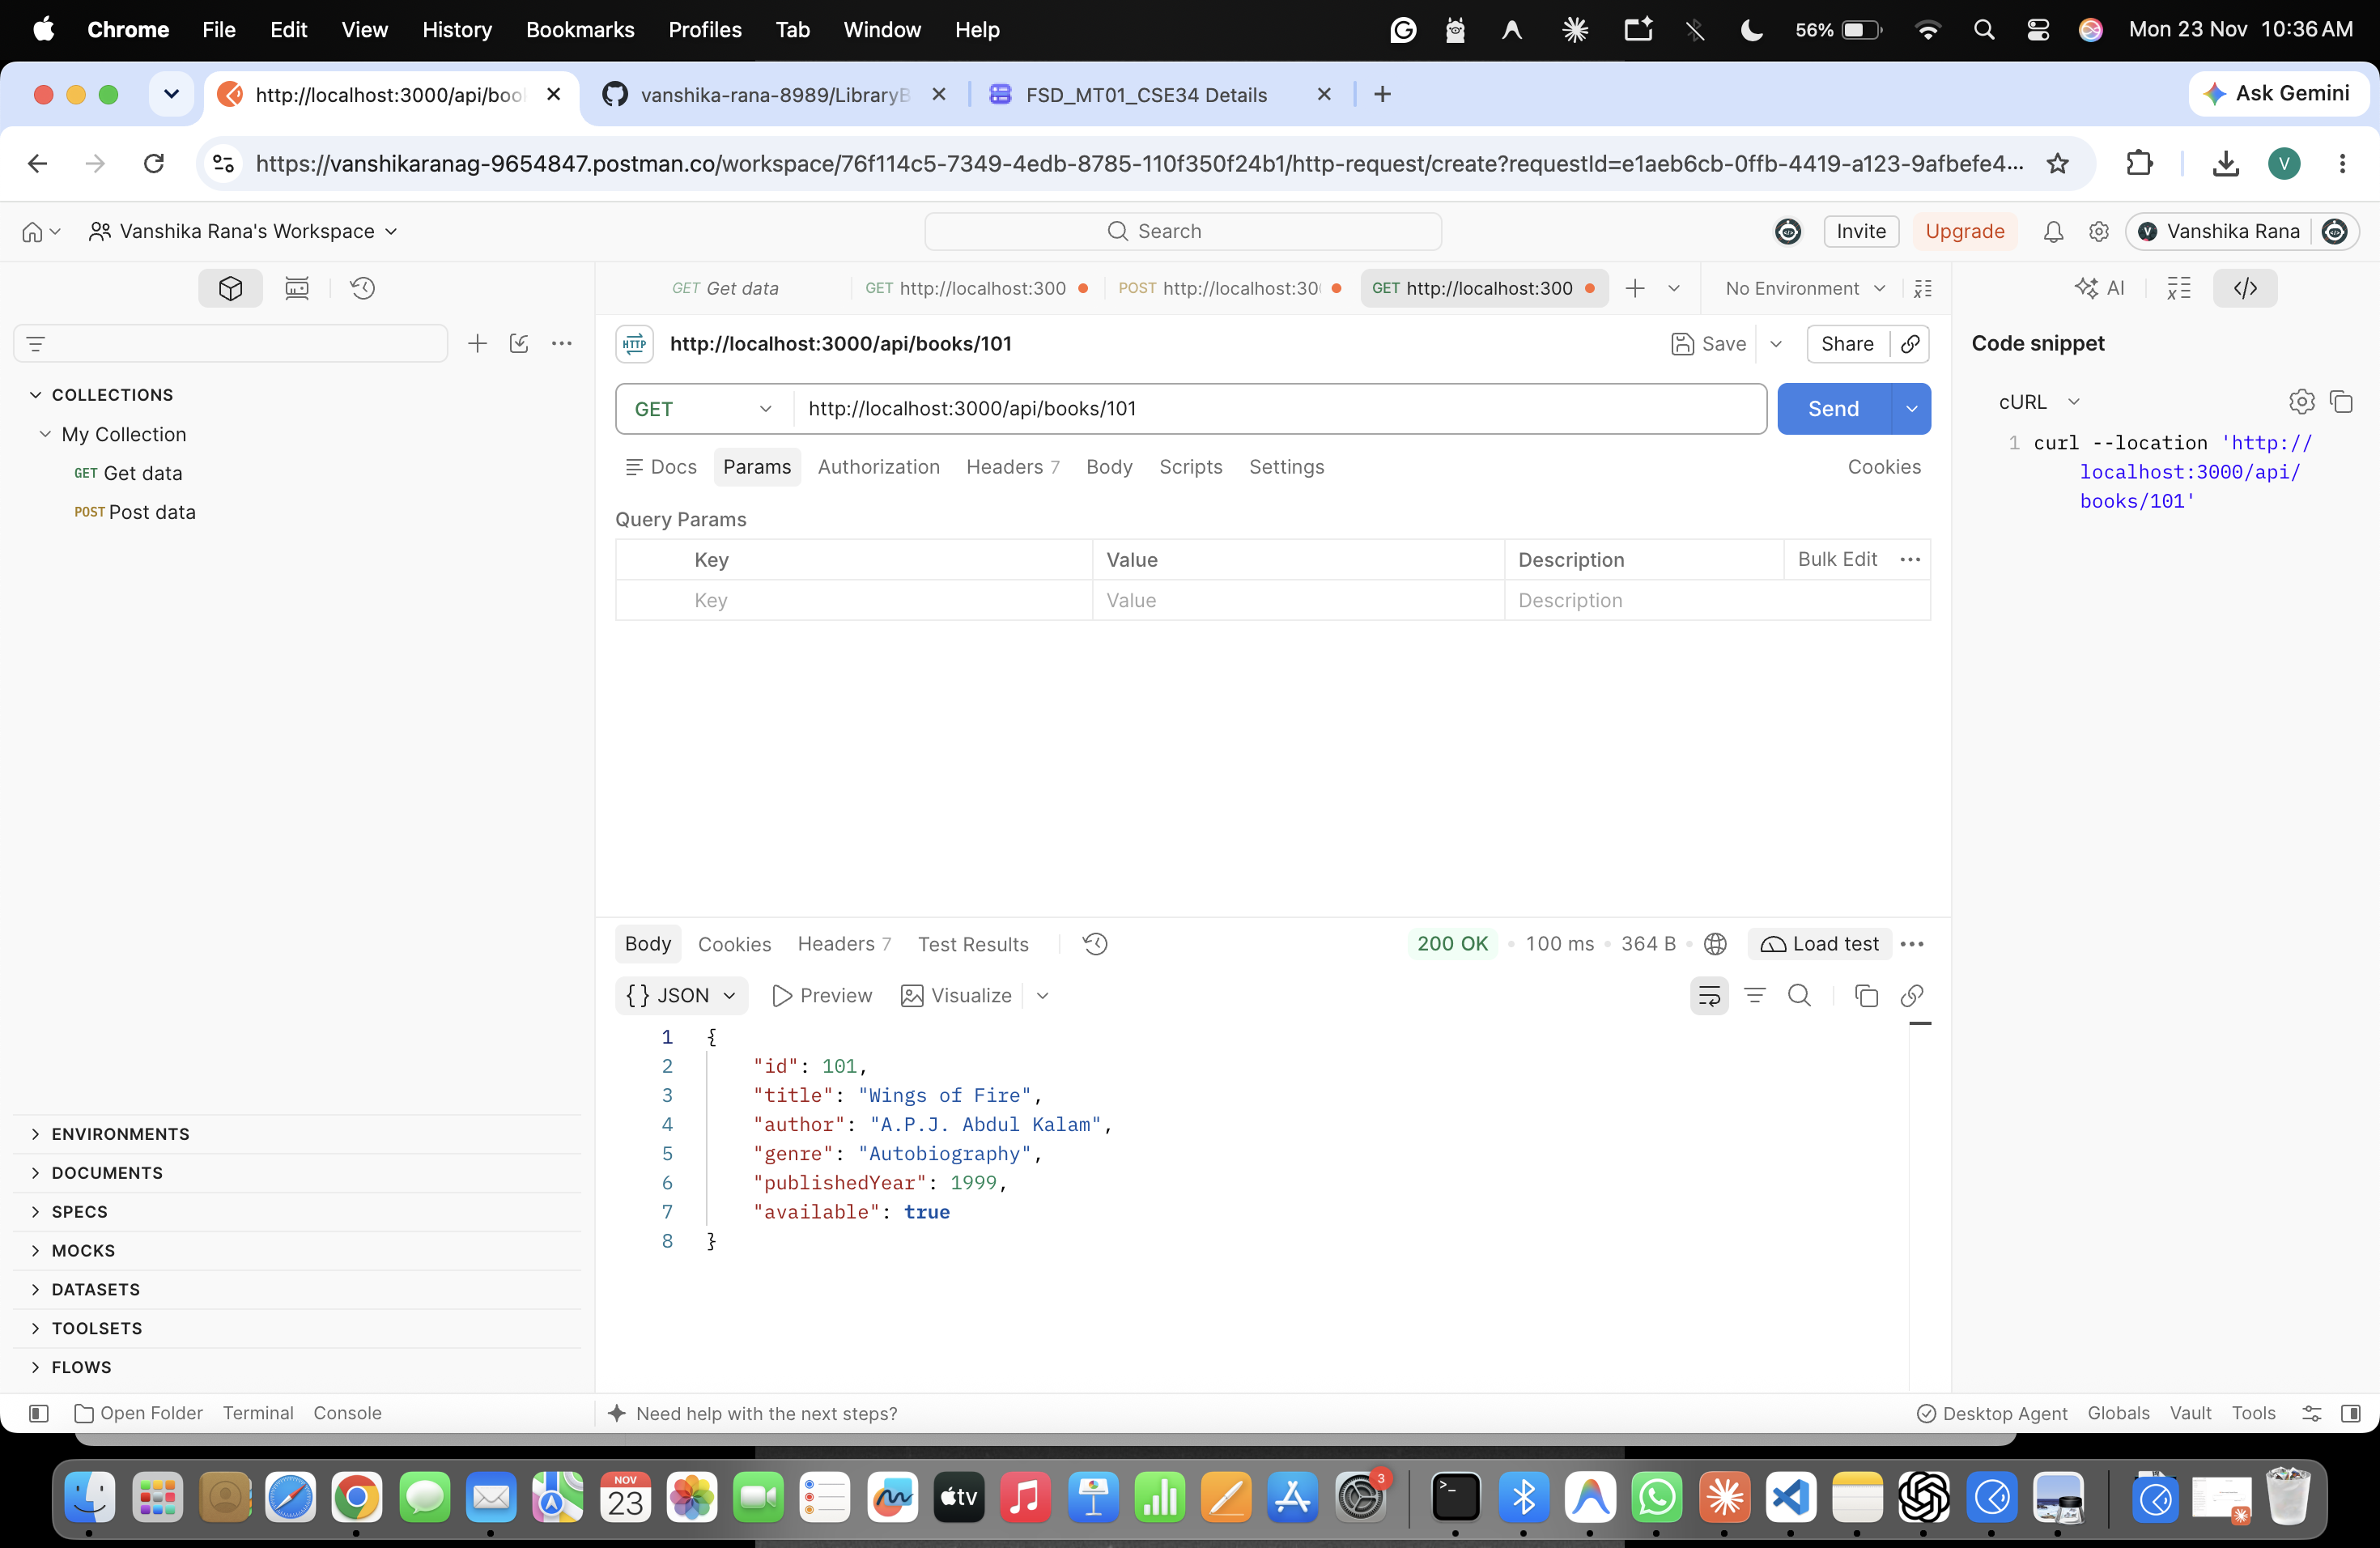 Chrome File Edit View History Bookmarks Profiles Tab Window Help 56% Mon 23 Nov 10:36 AM
http://localhost:3000/api/boo vanshika-rana-8989/LibraryB FSD_MT01_CSE34 Details Ask Gemini
https://vanshikaranag-9654847.postman.co/workspace/76f114c5-7349-4edb-8785-110f350f24b1/http-request/create?requestId=e1aeb6cb-0ffb-4419-a123-9afbefe4... V
Vanshika Rana's Workspace Search Invite Upgrade V Vanshika Rana
GET Get data GET http://localhost:300 POST http://localhost:30 GET http://localhost:300 No Environment AI
HTTP http://localhost:3000/api/books/101 Save Share Code snippet
COLLECTIONS
My Collection
GET Get data
POST Post data
GET http://localhost:3000/api/books/101 Send
Docs Params Authorization Headers 7 Body Scripts Settings Cookies
Query Params
Key Value Description Bulk Edit
Key Value Description
cURL
1 curl --location 'http://
localhost:3000/api/
books/101'
Body Cookies Headers 7 Test Results 200 OK 100 ms 364 B Load test
{} JSON Preview Visualize
1 {
2 "id": 101,
3 "title": "Wings of Fire",
4 "author": "A.P.J. Abdul Kalam",
5 "genre": "Autobiography",
6 "publishedYear": 1999,
7 "available": true
8 }
ENVIRONMENTS
DOCUMENTS
SPECS
MOCKS
DATASETS
TOOLSETS
FLOWS
Open Folder Terminal Console Need help with the next steps? Desktop Agent Globals Vault Tools
NOV
23
tv
3